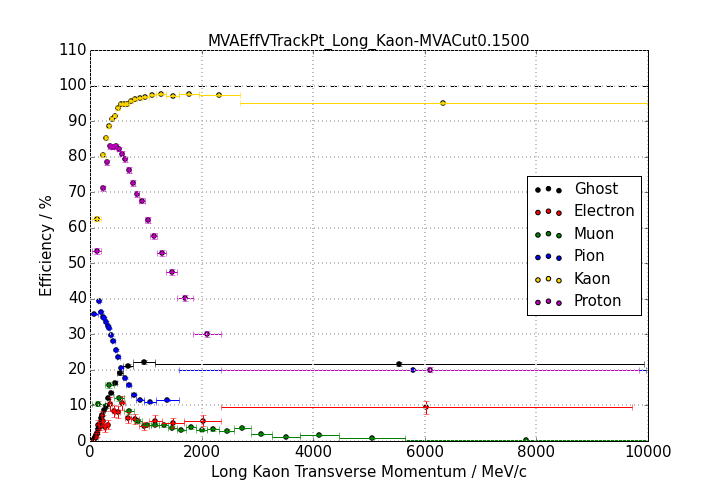 MVAEffVTrackPt_Long_Kaon-MVACut0.1500
110
100
90
80
70
60
50
40
30
20
10
0
Efficiency / %
Ghost
Electron
Muon
Pion
Kaon
Proton
0 2000 4000 6000 8000 10000
Long Kaon Transverse Momentum / MeV/c